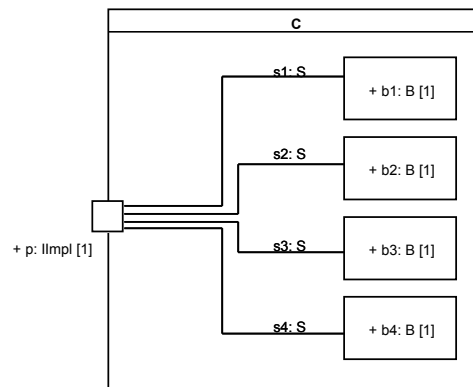 C
s1: S
+ b1: B [1]
s2: S
+ b2: B [1]
+ p: IImpl [1]
s3: S
+ b3: B [1]
s4: S
+ b4: B [1]